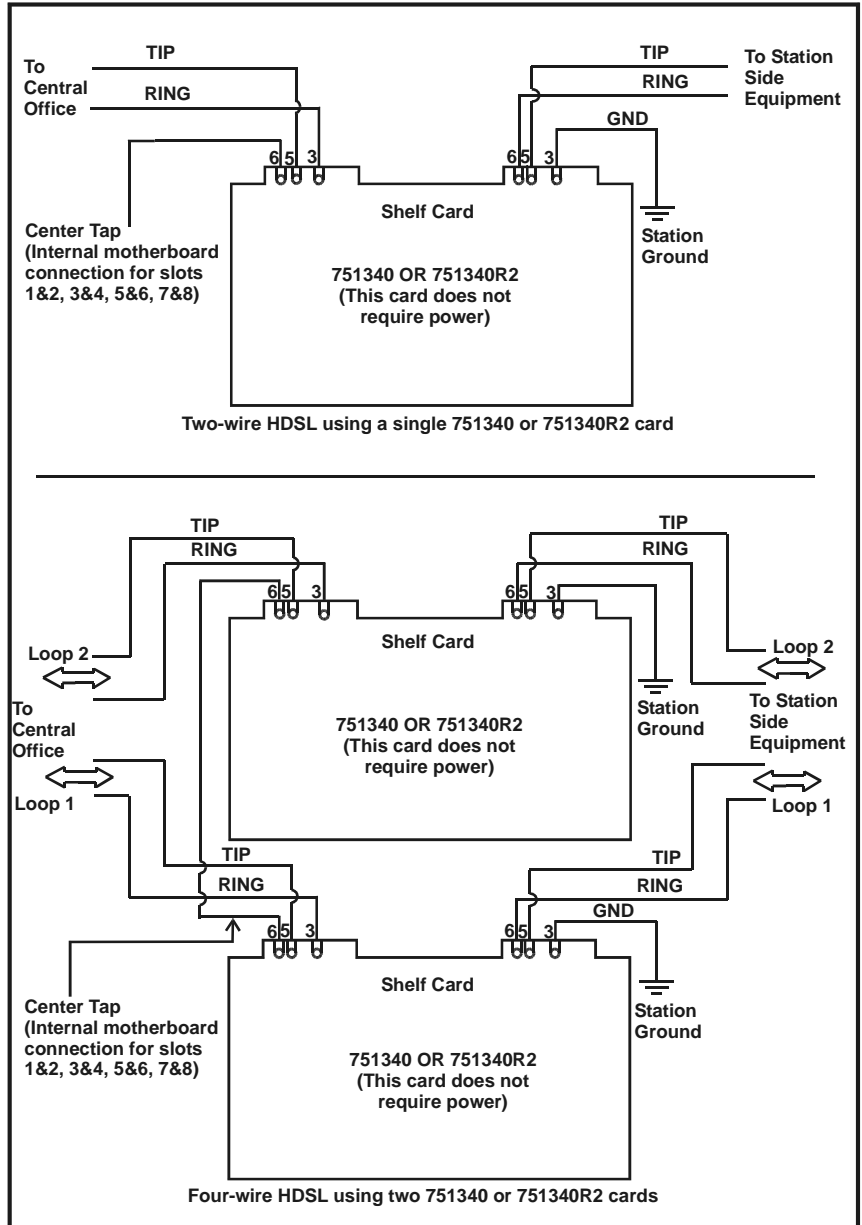 TIP
To
Central
Office
RING
TIP
RING
To Station
Side
Equipment
GND
6 5 3
6 5 3
Center Tap
(Internal motherboard
connection for slots
1&2, 3&4, 5&6, 7&8)
Shelf Card
751340 OR 751340R2
(This card does not
require power)
Station
Ground
Two-wire HDSL using a single 751340 or 751340R2 card
TIP
RING
TIP
RING
6 5 3
6 5 3
Loop 2
To
Central
Office
Loop 1
Shelf Card
751340 OR 751340R2
(This card does not
require power)
Station
Ground
Loop 2
To Station
Side
Equipment
Loop 1
TIP
RING
TIP
RING
GND
6 5 3
6 5 3
Center Tap
(Internal motherboard
connection for slots
1&2, 3&4, 5&6, 7&8)
Shelf Card
751340 OR 751340R2
(This card does not
require power)
Station
Ground
Four-wire HDSL using two 751340 or 751340R2 cards